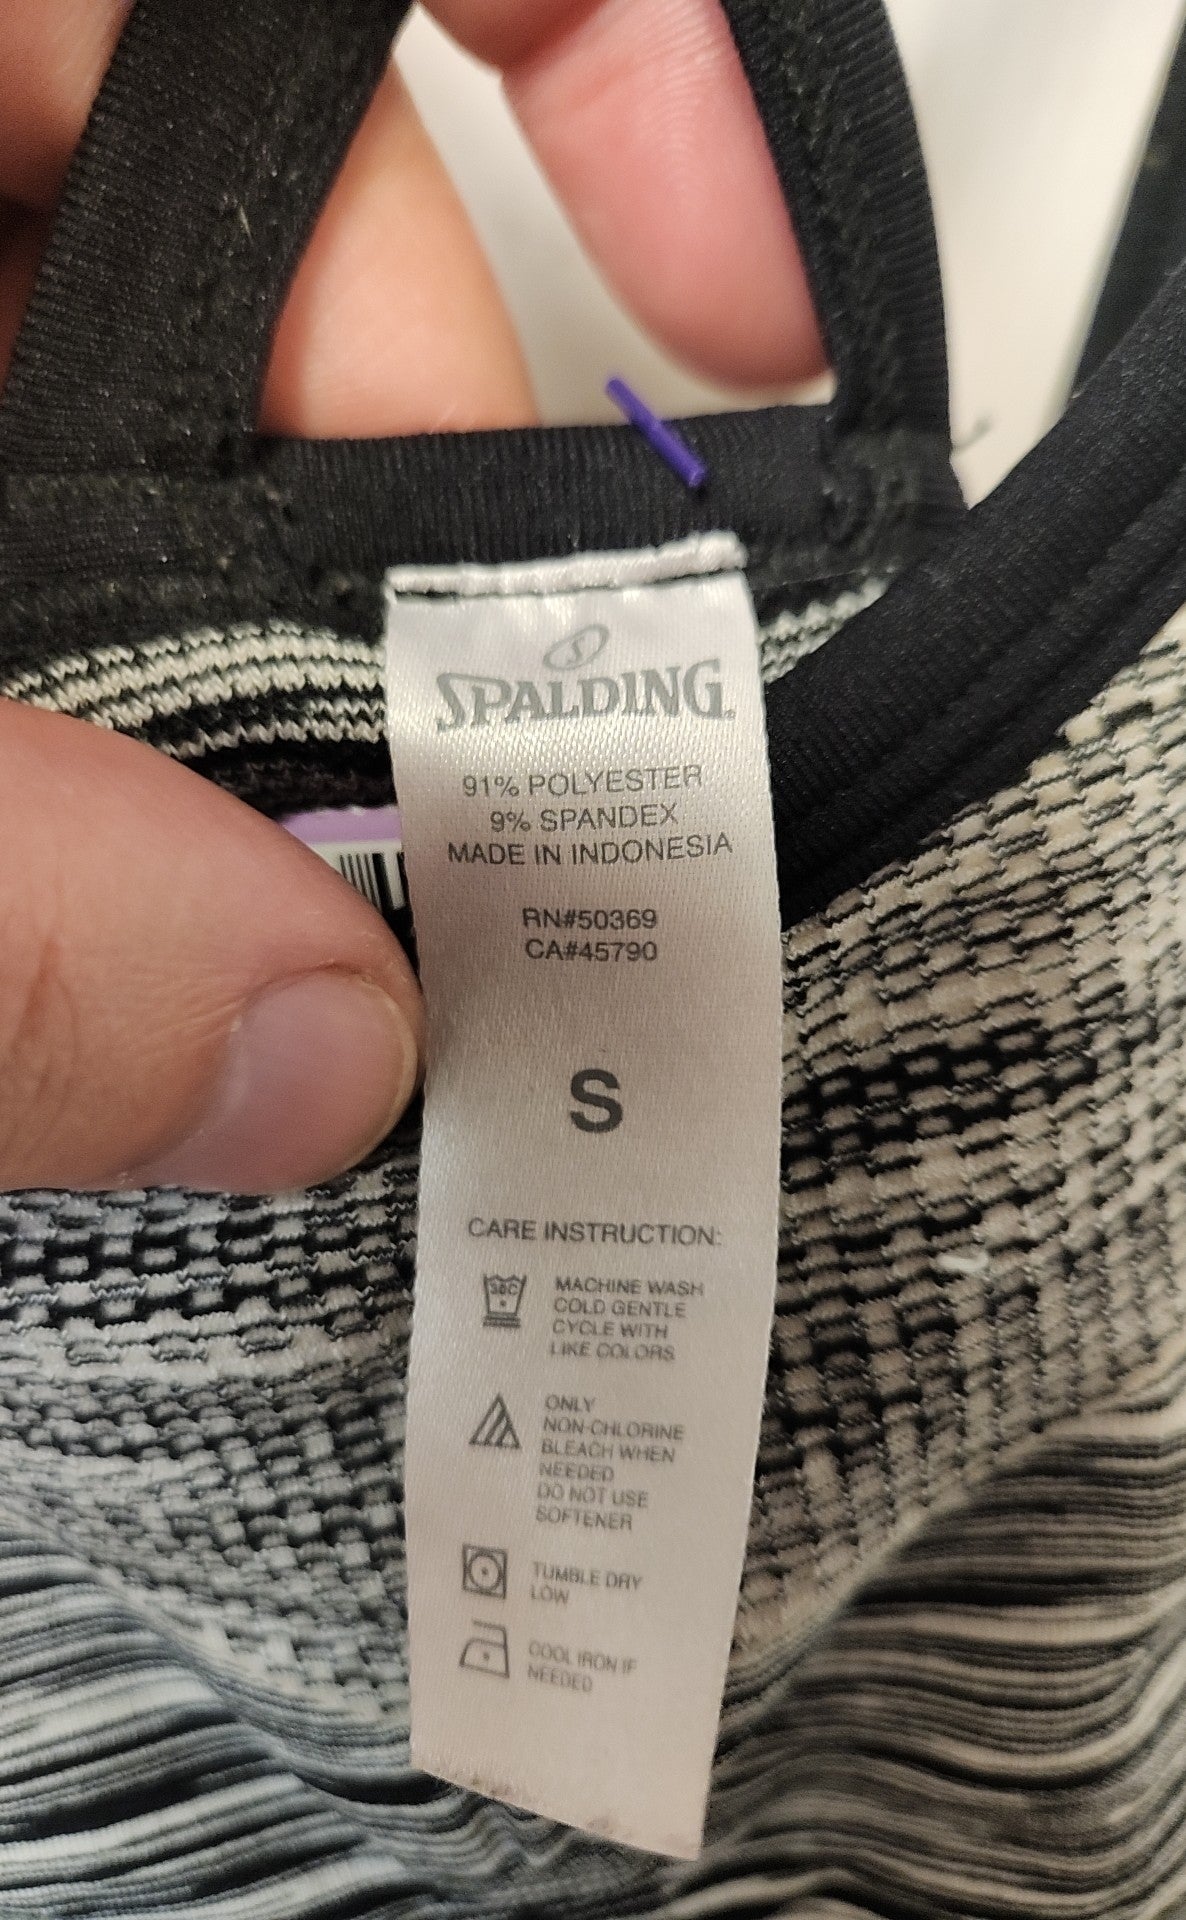 S
SPALDING
91% POLYESTER
9% SPANDEX
MADE IN INDONESIA
RN#50369
CA#45790
S
CARE INSTRUCTION:
MACHINE WASH
COLD GENTLE
CYCLE WITH
LIKE COLORS
ONLY
NON-CHLORINE
BLEACH WHEN
NEEDED
DO NOT USE
SOFTENER
TUMBLE DRY
LOW
COOL IRON IF
NEEDED